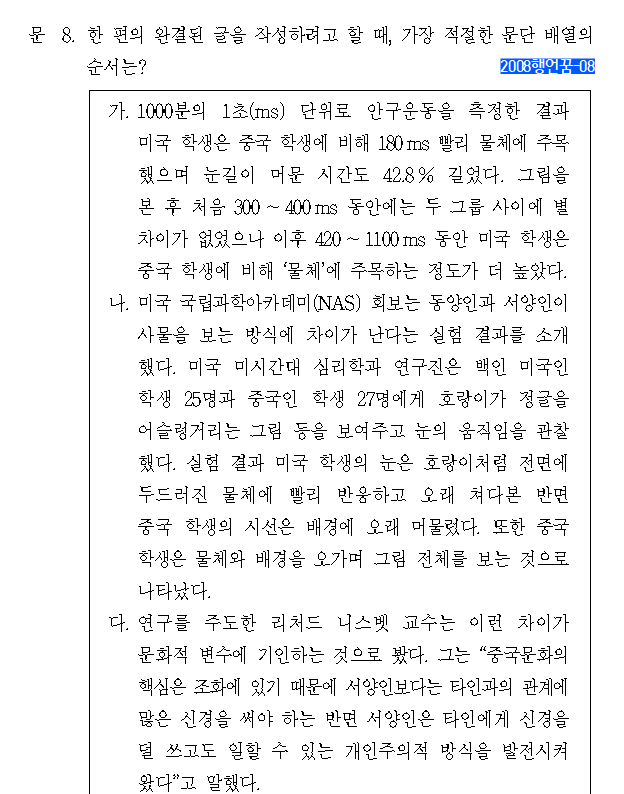 문 8. 한 편의 완결된 글을 작성하려고 할 때, 가장 적절한 문단 배열의
순서는?
2008행언꿈-08
가. 1000분의 1초(ms) 단위로 안구운동을 측정한 결과
미국 학생은 중국 학생에 비해 180 ms 빨리 물체에 주목
했으며 눈길이 머문 시간도 42.8 % 길었다. 그림을
본 후 처음 300 ~ 400 ms 동안에는 두 그룹 사이에 별
차이가 없었으나 이후 420 ~ 1100 ms 동안 미국 학생은
중국 학생에 비해 ‘물체’에 주목하는 정도가 더 높았다.
나. 미국 국립과학아카데미(NAS) 회보는 동양인과 서양인이
사물을 보는 방식에 차이가 난다는 실험 결과를 소개
했다. 미국 미시간대 심리학과 연구진은 백인 미국인
학생 25명과 중국인 학생 27명에게 호랑이가 정글을
어슬렁거리는 그림 등을 보여주고 눈의 움직임을 관찰
했다. 실험 결과 미국 학생의 눈은 호랑이처럼 전면에
두드러진 물체에 빨리 반응하고 오래 쳐다본 반면
중국 학생의 시선은 배경에 오래 머물렀다. 또한 중국
학생은 물체와 배경을 오가며 그림 전체를 보는 것으로
나타났다.
다. 연구를 주도한 리처드 니스벳 교수는 이런 차이가
문화적 변수에 기인하는 것으로 봤다. 그는 “중국문화의
핵심은 조화에 있기 때문에 서양인보다는 타인과의 관계에
많은 신경을 써야 하는 반면 서양인은 타인에게 신경을
덜 쓰고도 일할 수 있는 개인주의적 방식을 발전시켜
왔다”고 말했다.